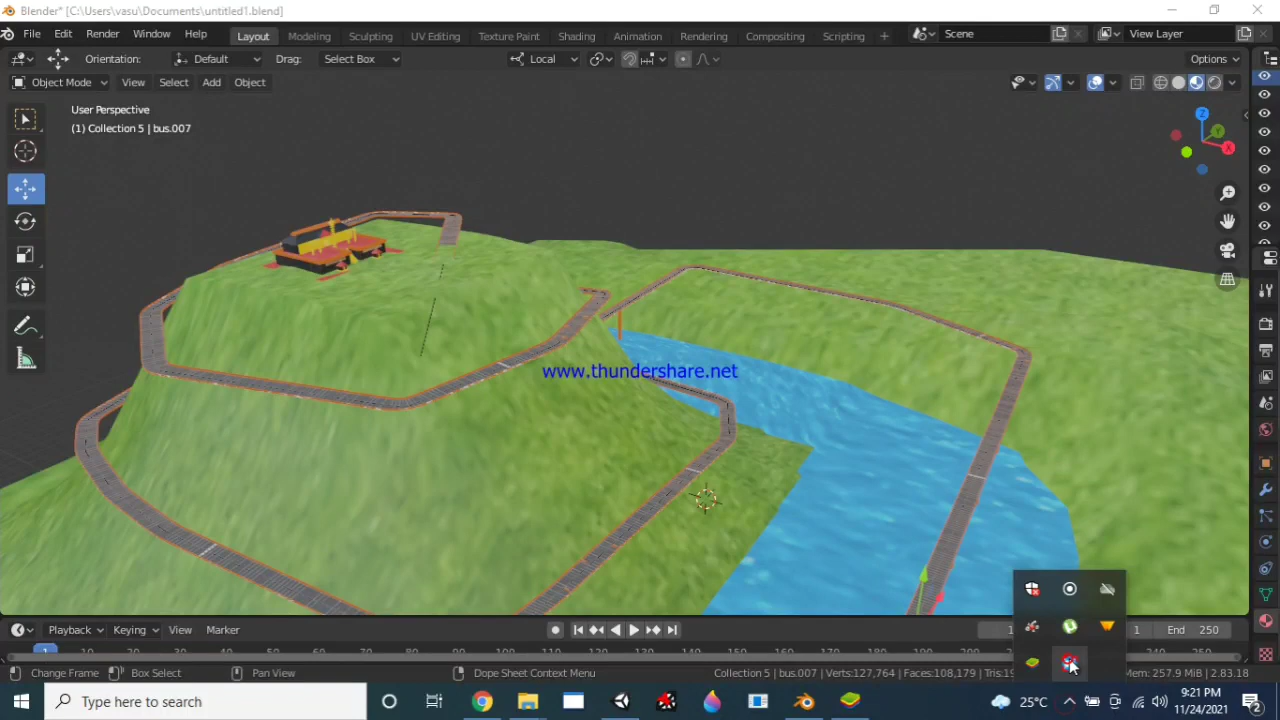 Blender* [C:\Users\vasu\Documents\untitled1.blend]
File Edit Render Window Help Layout Modeling Sculpting UV Editing Texture Paint Shading Animation Rendering Compositing Scripting + Scene View Layer
Orientation: Default Drag: Select Box Local Options
Object Mode View Select Add Object
User Perspective
(1) Collection 5 | bus.007
Z
Y
X
www.thundershare.net
Playback Keying View Marker 1 1 End 250
1 10
Change Frame Box Select Pan View Dope Sheet Context Menu Collection 5 | bus.007 Verts:127,764 Faces:108,179 Mem: 257.9 MiB | 2.83.18
Type here to search 25°C 9:21 PM
11/24/2021 2